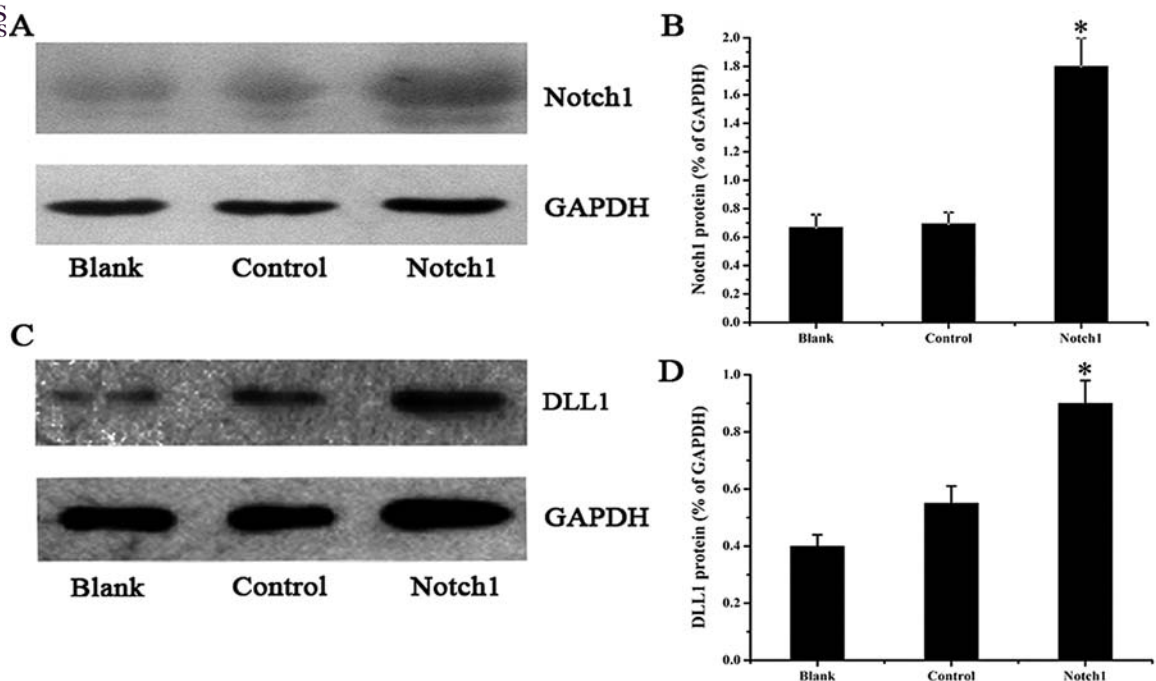 S
s
A
Notch1
GAPDH
Blank Control Notch1
B
*
Notch1 protein (% of GAPDH)
2.0
1.8
1.6
1.4
1.2
1.0
0.8
0.6
0.4
0.2
0.0
Blank Control Notch1
C
DLL1
GAPDH
Blank Control Notch1
D
*
DLL1 protein (% of GAPDH)
1.0
0.8
0.6
0.4
0.2
0.0
Blank Control Notch1